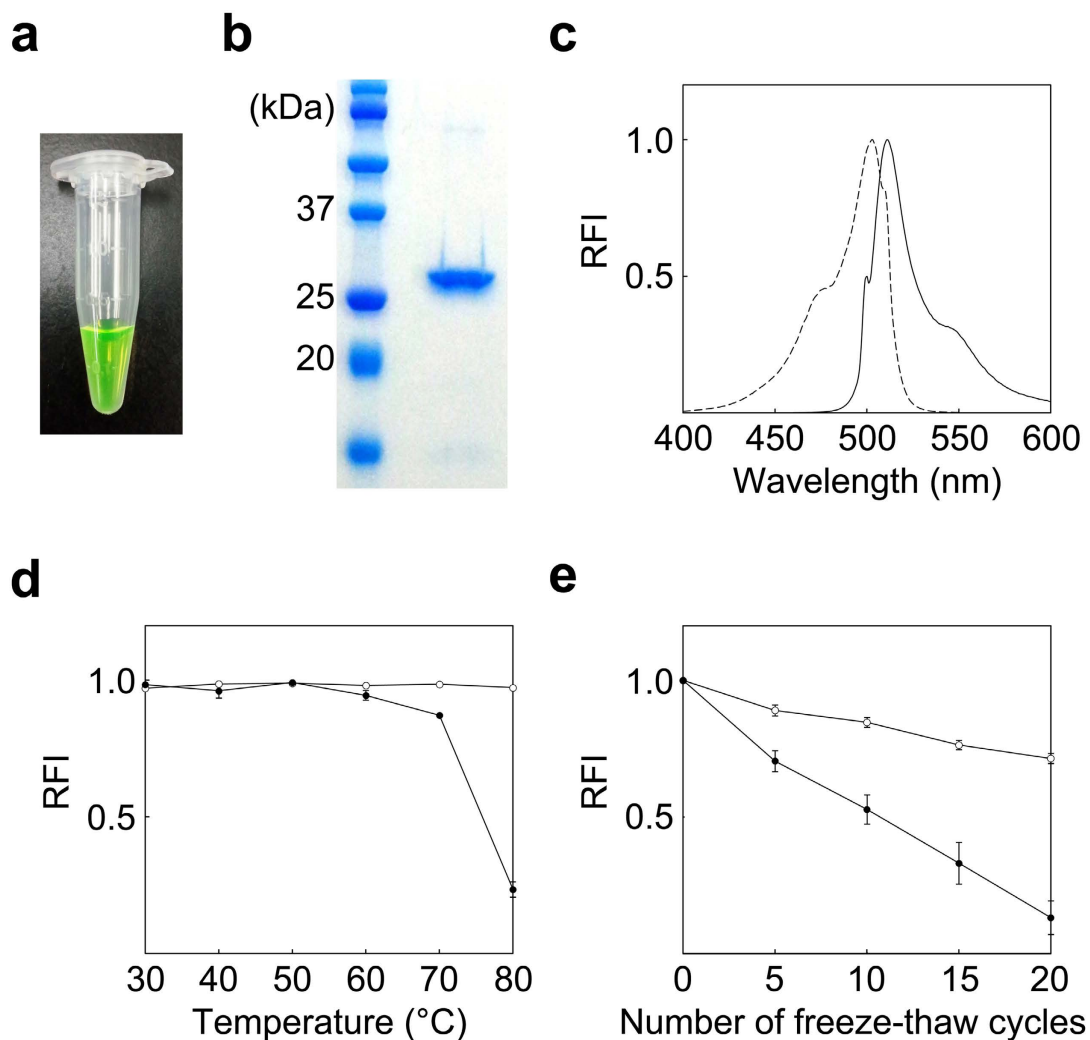 a
b
c
(kDa)
37
25
20
RFI
1.0
0.5
400 450 500 550 600
Wavelength (nm)
d
e
RFI
1.0
0.5
30 40 50 60 70 80
Temperature (°C)
RFI
1.0
0.5
0 5 10 15 20
Number of freeze-thaw cycles